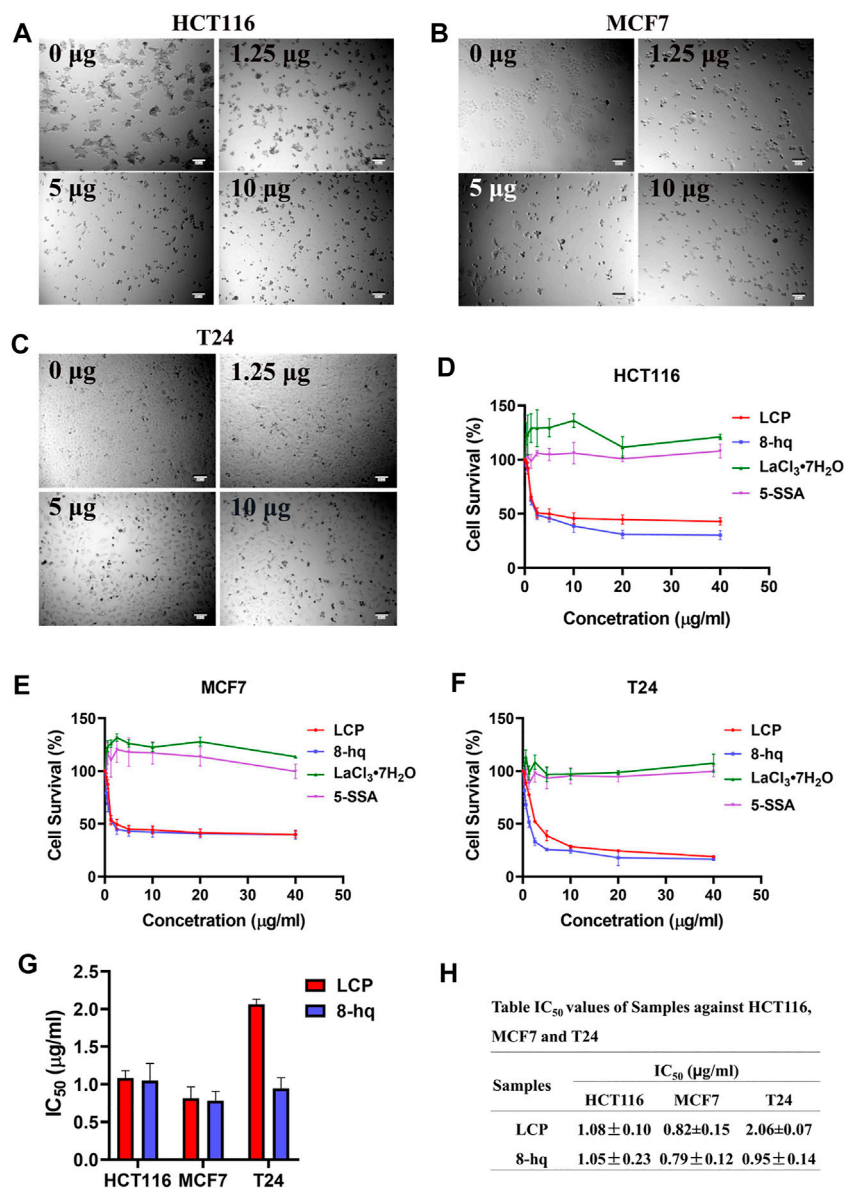 A
HCT116
0 µg
1.25 µg
5 µg
10 µg
B
MCF7
0 µg
1.25 µg
5 µg
10 µg
C
T24
0 µg
1.25 µg
5 µg
10 µg
D
HCT116
Cell Survival (%)
150
100
50
0
0 10 20 30 40 50
Concetration (µg/ml)
LCP
8-hq
LaCl₃•7H₂O
5-SSA
E
MCF7
Cell Survival (%)
150
100
50
0
0 10 20 30 40 50
Concetration (µg/ml)
LCP
8-hq
LaCl₃•7H₂O
5-SSA
F
T24
Cell Survival (%)
150
100
50
0
0 10 20 30 40 50
Concetration (µg/ml)
LCP
8-hq
LaCl₃•7H₂O
5-SSA
G
IC₅₀ (µg/ml)
2.5
2.0
1.5
1.0
0.5
0.0
HCT116 MCF7 T24
LCP
8-hq
H
Table IC₅₀ values of Samples against HCT116,
MCF7 and T24
Samples
IC₅₀ (µg/ml)
HCT116 MCF7 T24
LCP 1.08±0.10 0.82±0.15 2.06±0.07
8-hq 1.05±0.23 0.79±0.12 0.95±0.14